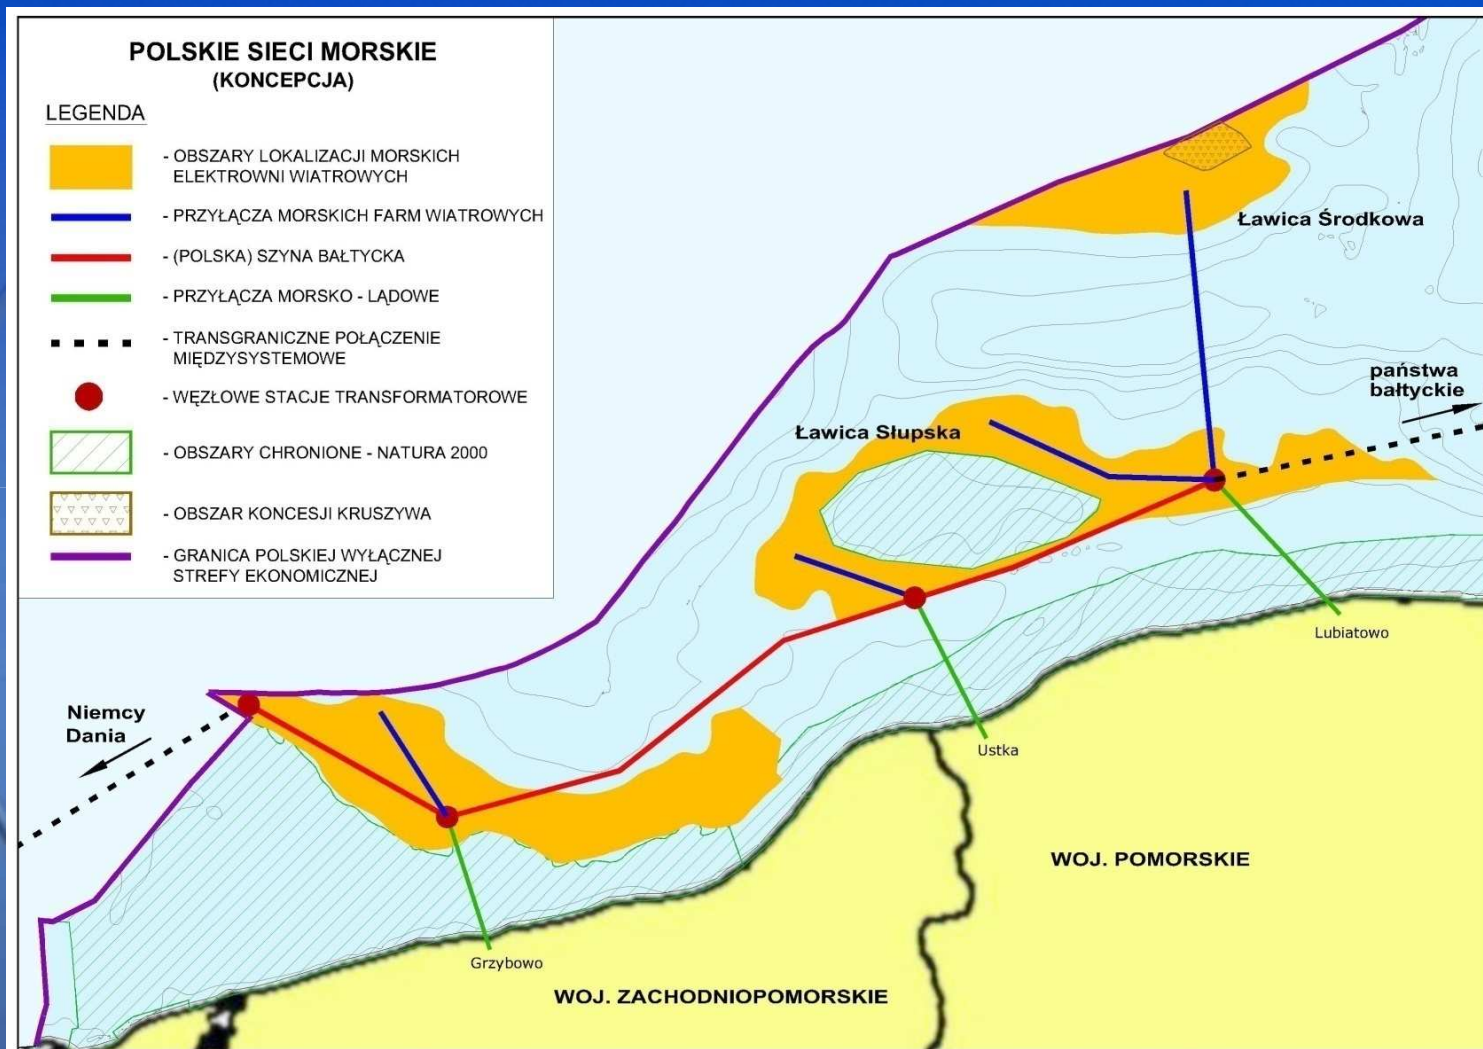 POLSKIE SIECI MORSKIE
(KONCEPCJA)
LEGENDA
- OBSZARY LOKALIZACJI MORSKICH
ELEKTROWNI WIATROWYCH
- PRZYŁĄCZA MORSKICH FARM WIATROWYCH
- (POLSKA) SZYNA BAŁTYCKA
- PRZYŁĄCZA MORSKO - LĄDOWE
- TRANSGRANICZNE POŁĄCZENIE
MIĘDZYSYSTEMOWE
- WĘZŁOWE STACJE TRANSFORMATOROWE
- OBSZARY CHRONIONE - NATURA 2000
- OBSZAR KONCESJI KRUSZYWA
- GRANICA POLSKIEJ WYŁĄCZNEJ
STREFY EKONOMICZNEJ
Ławica Środkowa
państwa
bałtyckie
Ławica Słupska
Lubiatowo
Niemcy
Dania
Ustka
WOJ. POMORSKIE
Grzybowo
WOJ. ZACHODNIOPOMORSKIE